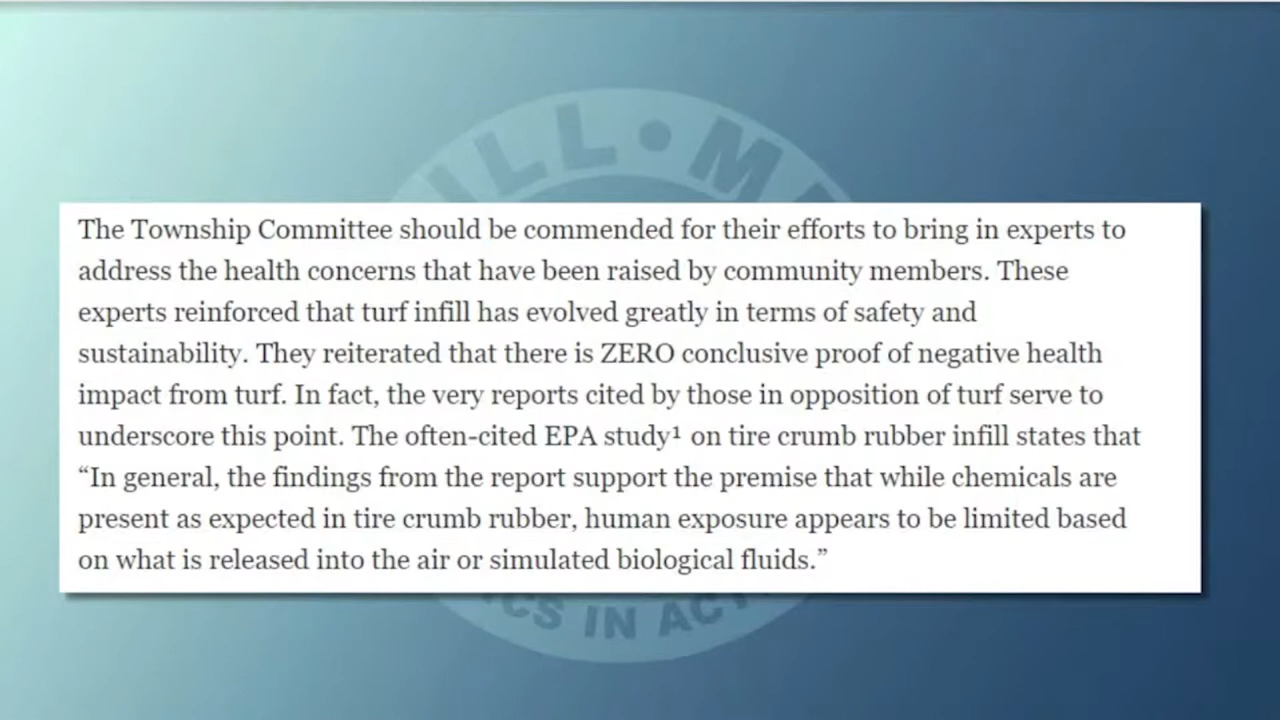 ILL • M
The Township Committee should be commended for their efforts to bring in experts to
address the health concerns that have been raised by community members. These
experts reinforced that turf infill has evolved greatly in terms of safety and
sustainability. They reiterated that there is ZERO conclusive proof of negative health
impact from turf. In fact, the very reports cited by those in opposition of turf serve to
underscore this point. The often-cited EPA study¹ on tire crumb rubber infill states that
“In general, the findings from the report support the premise that while chemicals are
present as expected in tire crumb rubber, human exposure appears to be limited based
on what is released into the air or simulated biological fluids.”
CS IN ACT